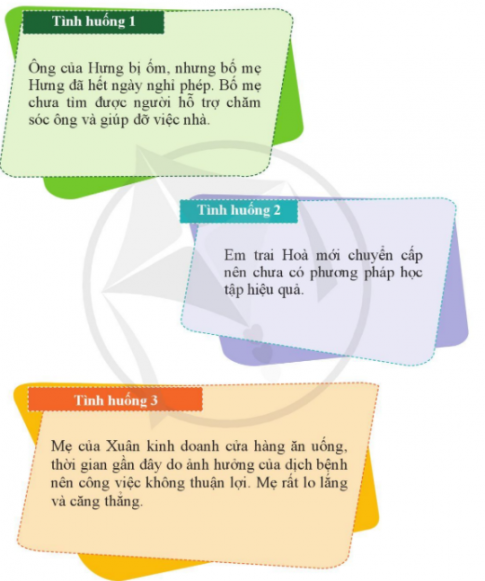 Tình huống 1
Ông của Hưng bị ốm, nhưng bố mẹ
Hưng đã hết ngày nghỉ phép. Bố mẹ
chưa tìm được người hỗ trợ chăm
sóc ông và giúp đỡ việc nhà.
Tình huống 2
Em trai Hoà mới chuyển cấp
nên chưa có phương pháp học
tập hiệu quả.
Tình huống 3
Mẹ của Xuân kinh doanh cửa hàng ăn uống,
thời gian gần đây do ảnh hưởng của dịch bệnh
nên công việc không thuận lợi. Mẹ rất lo lắng
và căng thẳng.